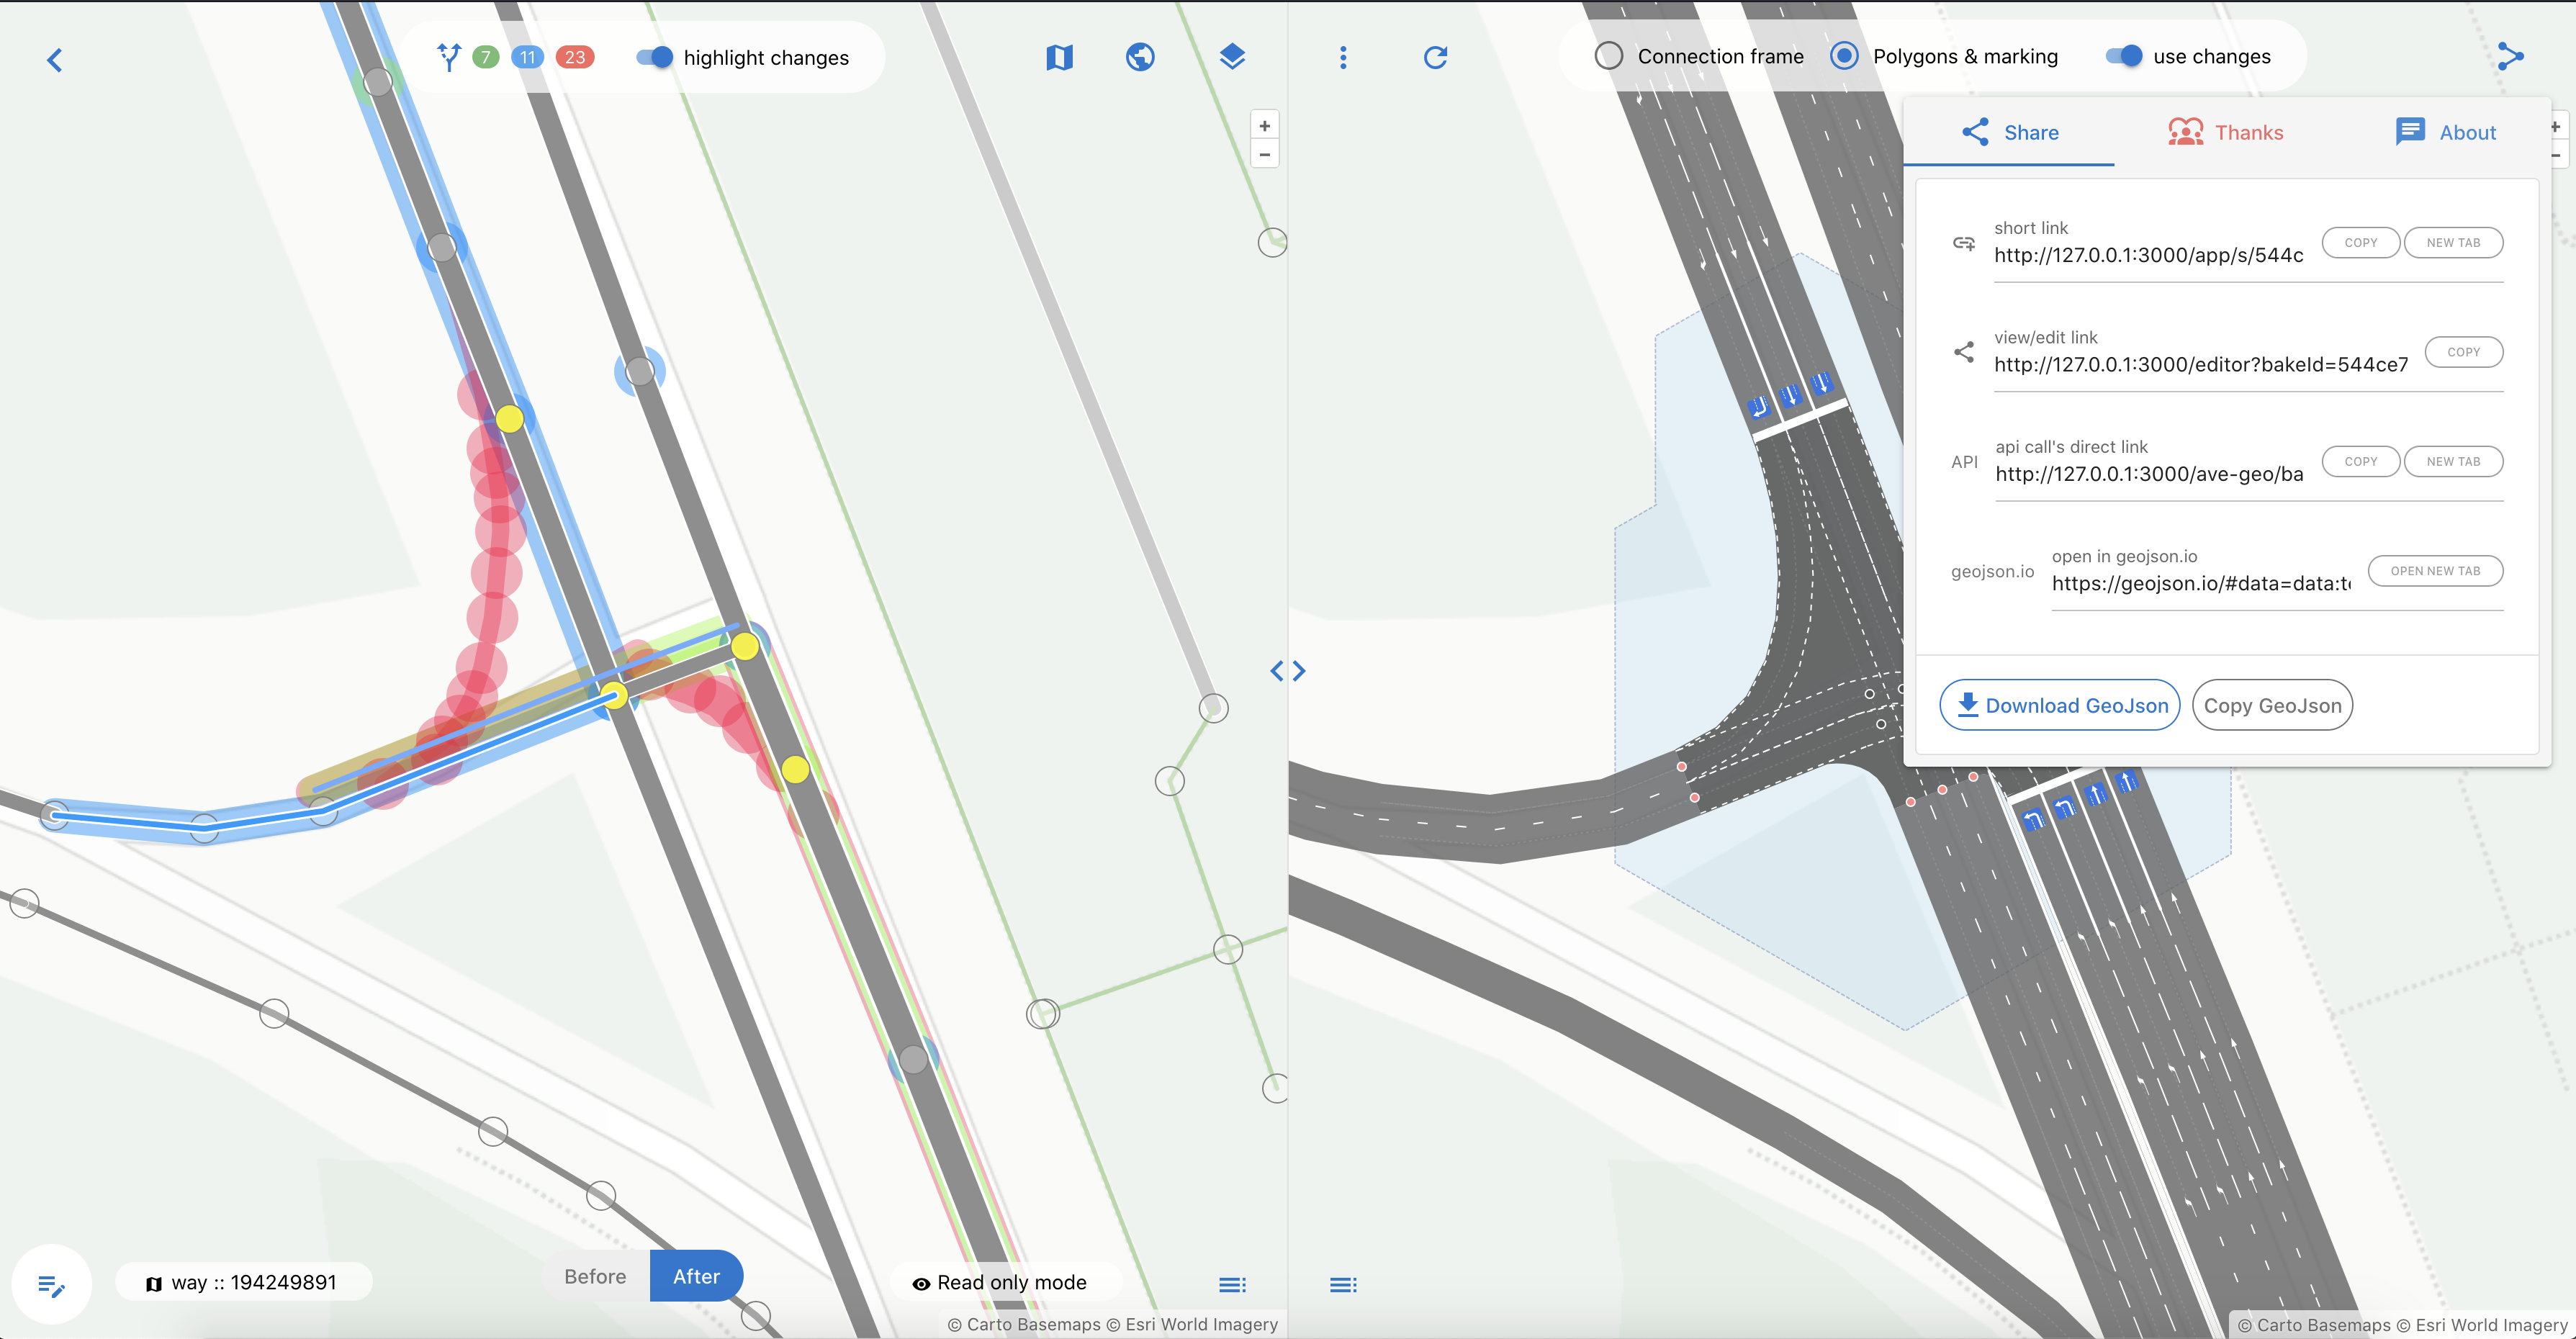 7 11 23 highlight changes
Connection frame Polygons & marking use changes
Share Thanks About
short link
http://127.0.0.1:3000/app/s/544c COPY NEW TAB
view/edit link
http://127.0.0.1:3000/editor?bakeId=544ce7 COPY
API api call's direct link
http://127.0.0.1:3000/ave-geo/ba COPY NEW TAB
geojson.io open in geojson.io
https://geojson.io/#data=data:te OPEN NEW TAB
Download GeoJson Copy GeoJson
way :: 194249891
Before After
Read only mode
© Carto Basemaps © Esri World Imagery
© Carto Basemaps © Esri World Imagery